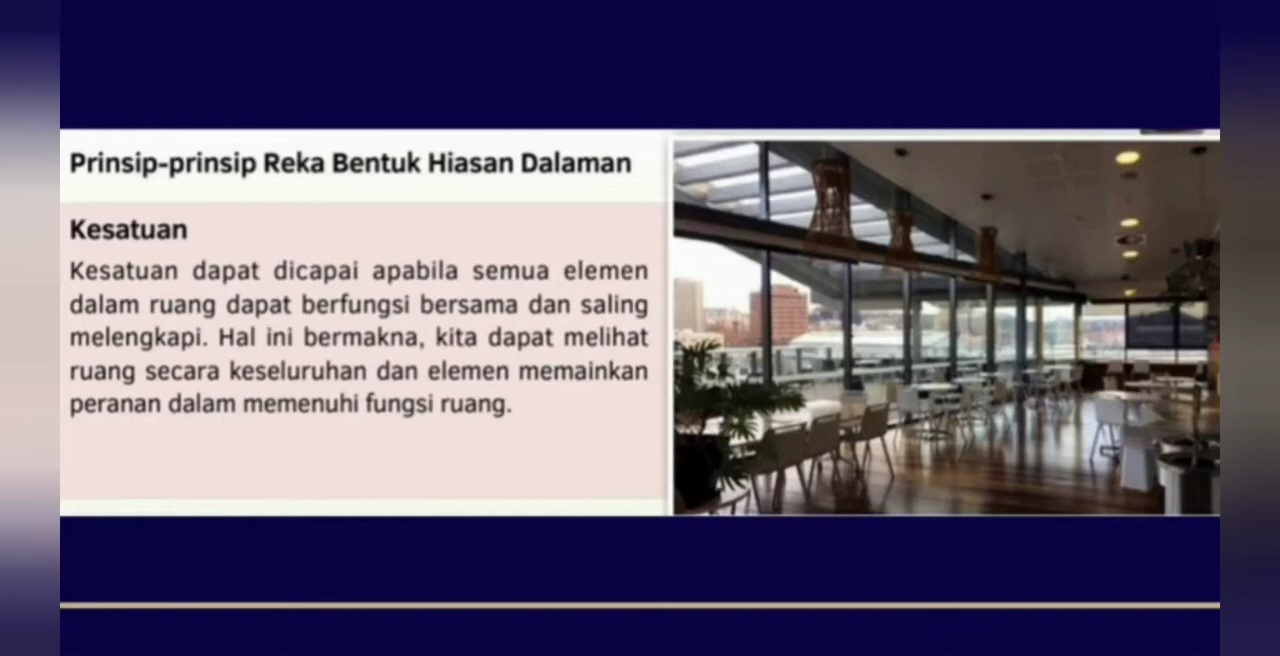 Prinsip-prinsip Reka Bentuk Hiasan Dalaman
Kesatuan
Kesatuan dapat dicapai apabila semua elemen
dalam ruang dapat berfungsi bersama dan saling
melengkapi. Hal ini bermakna, kita dapat melihat
ruang secara keseluruhan dan elemen memainkan
peranan dalam memenuhi fungsi ruang.